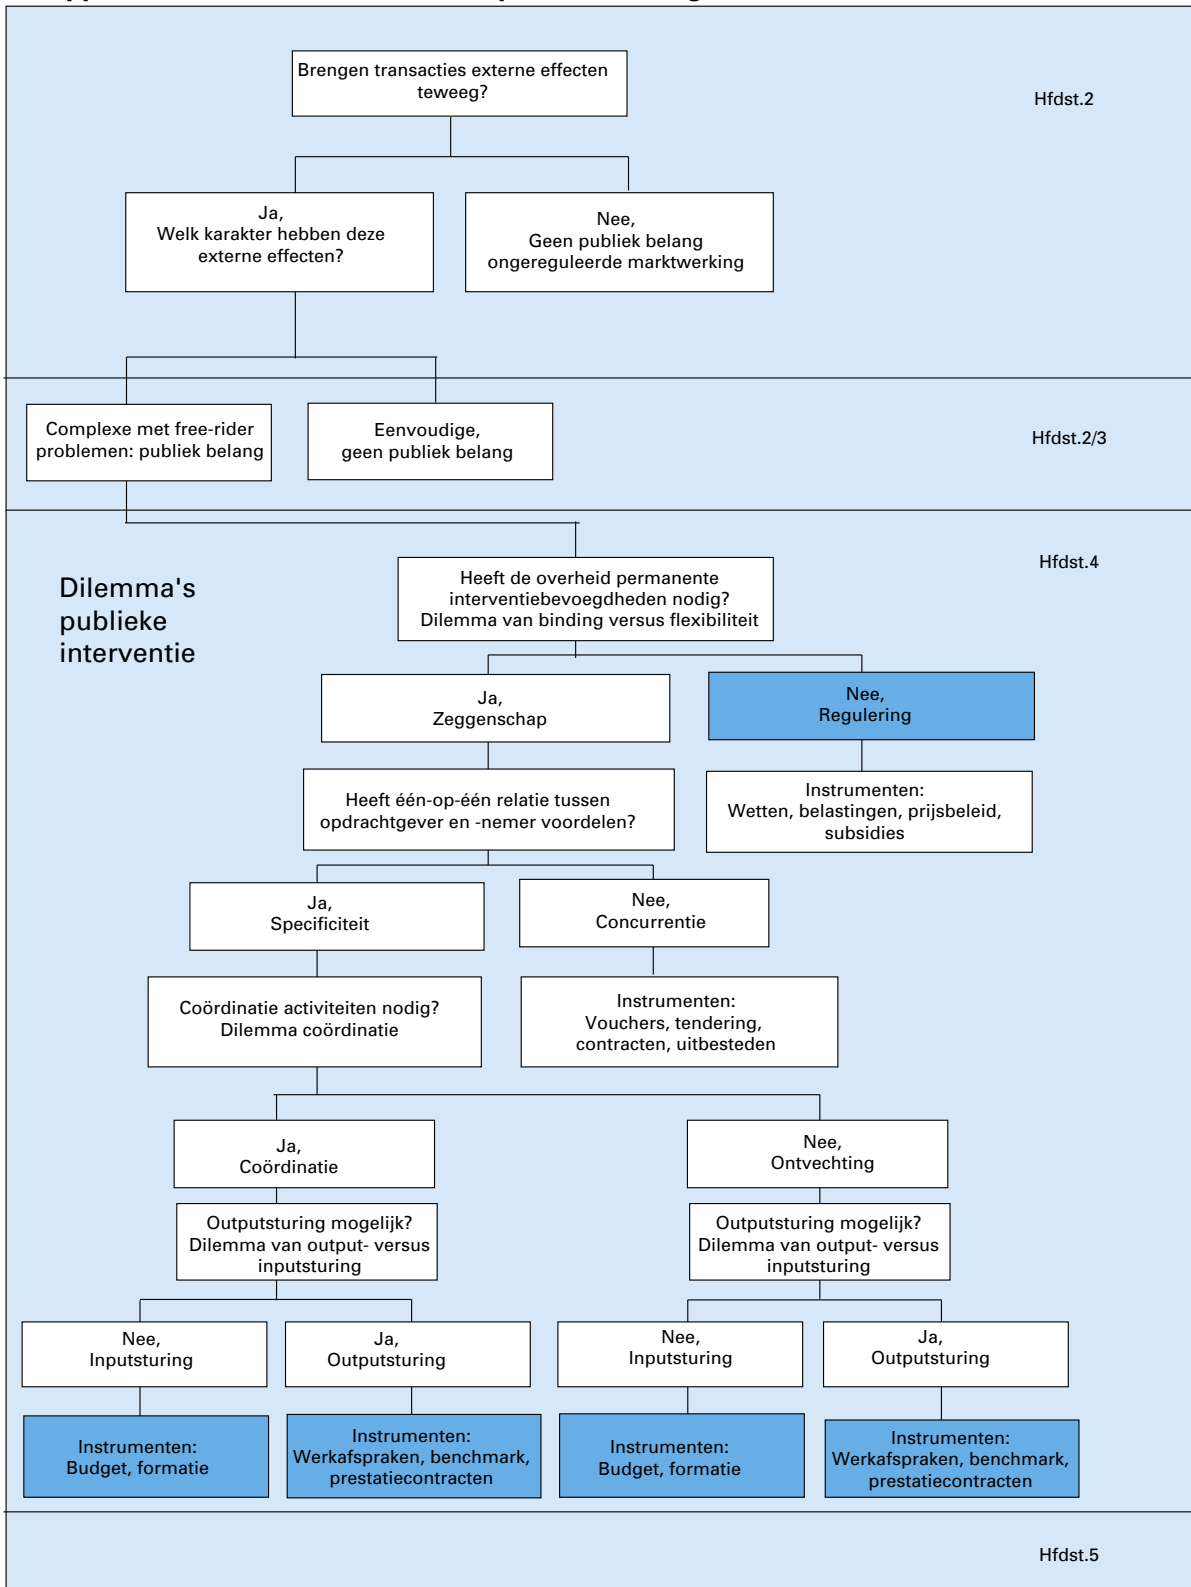 Brengen transacties externe effecten
teweeg?
Hfdst.2
Ja,
Welk karakter hebben deze
externe effecten?
Nee,
Geen publiek belang
ongereguleerde marktwerking
Complexe met free-rider
problemen: publiek belang
Eenvoudige,
geen publiek belang
Hfdst.2/3
Hfdst.4
Dilemma's
publieke
interventie
Heeft de overheid permanente
interventiebevoegdheden nodig?
Dilemma van binding versus flexibiliteit
Ja,
Zeggenschap
Nee,
Regulering
Heeft één-op-één relatie tussen
opdrachtgever en -nemer voordelen?
Instrumenten:
Wetten, belastingen, prijsbeleid,
subsidies
Ja,
Specificiteit
Nee,
Concurrentie
Coördinatie activiteiten nodig?
Dilemma coördinatie
Instrumenten:
Vouchers, tendering,
contracten, uitbesteden
Ja,
Coördinatie
Nee,
Ontvechting
Outputsturing mogelijk?
Dilemma van output- versus
inputsturing
Outputsturing mogelijk?
Dilemma van output- versus
inputsturing
Nee,
Inputsturing
Ja,
Outputsturing
Nee,
Inputsturing
Ja,
Outputsturing
Instrumenten:
Budget, formatie
Instrumenten:
Werkafspraken, benchmark,
prestatiecontracten
Instrumenten:
Budget, formatie
Instrumenten:
Werkafspraken, benchmark,
prestatiecontracten
Hfdst.5